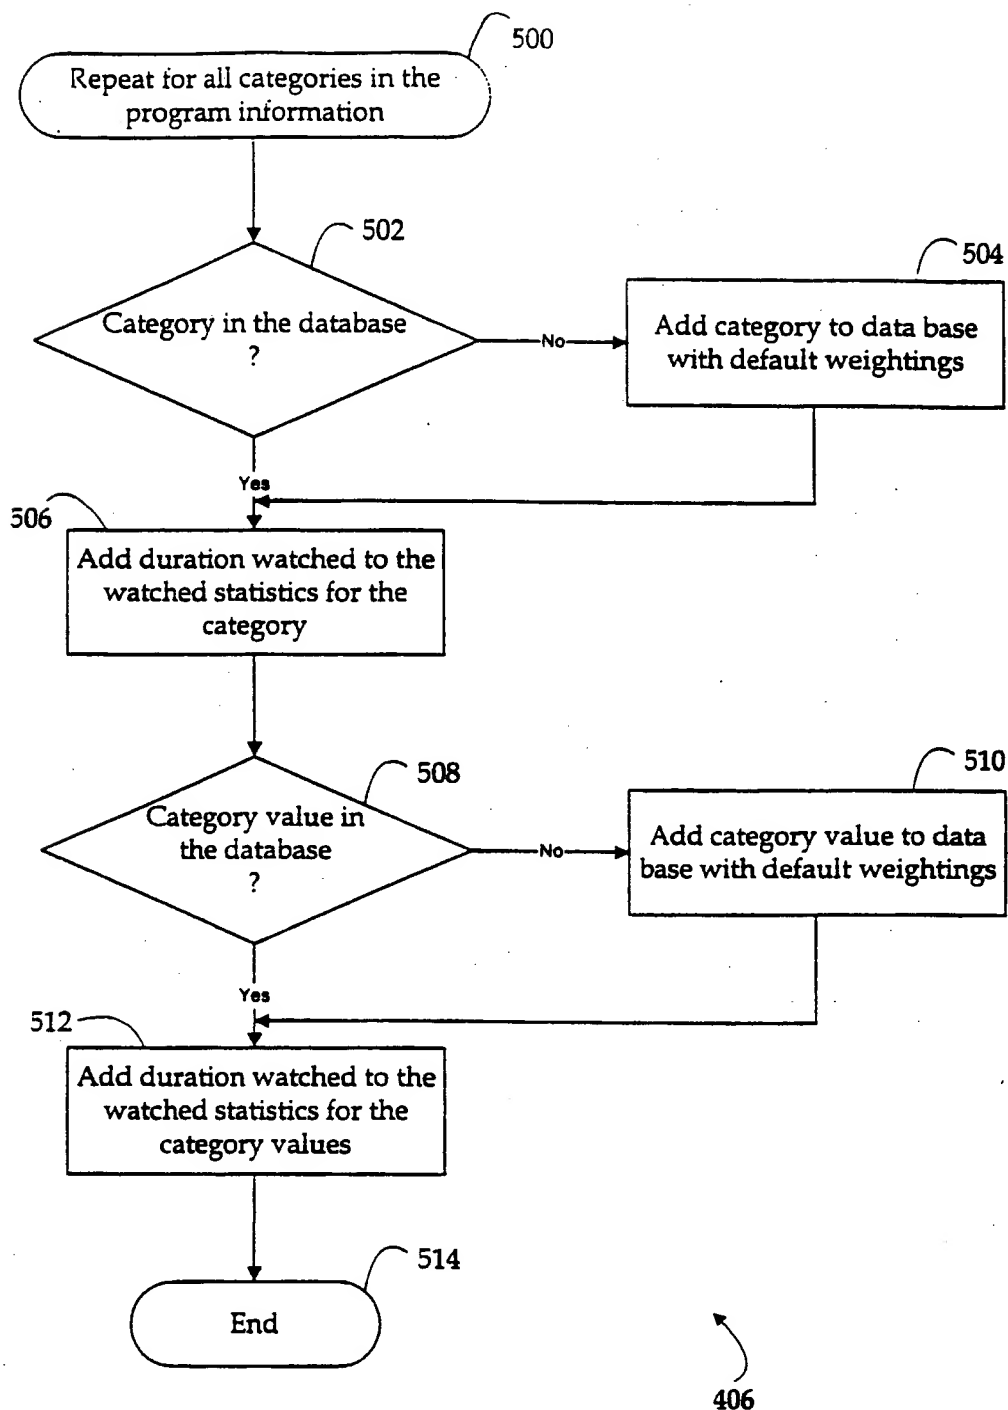 500
Repeat for all categories in the
program information
502
Category in the database
?
No
504
Add category to data base
with default weightings
Yes
506
Add duration watched to the
watched statistics for the
category
508
Category value in
the database
?
No
510
Add category value to data
base with default weightings
Yes
512
Add duration watched to the
watched statistics for the
category values
514
End
406